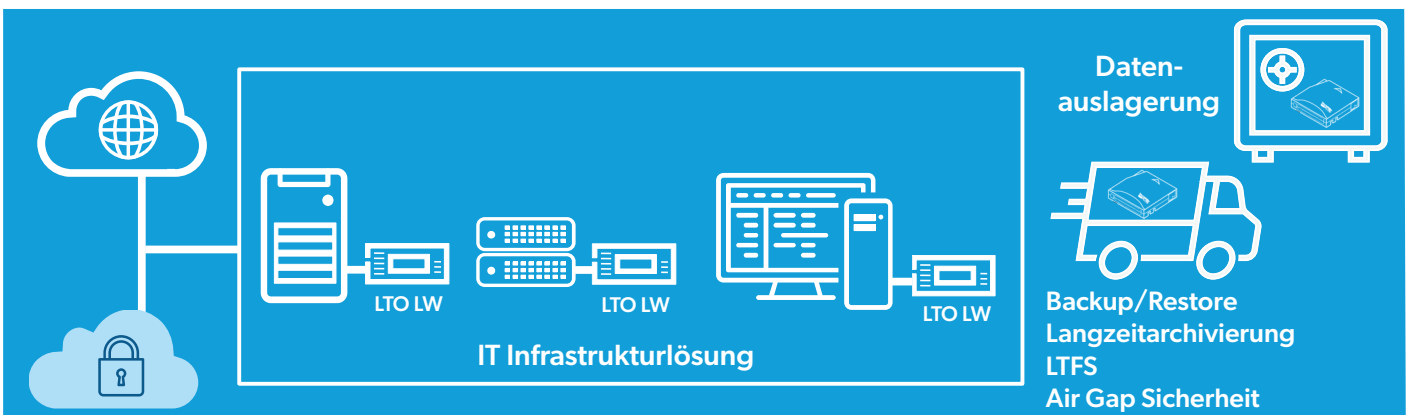 Daten-
auslagerung
LTO LW
LTO LW
LTO LW
IT Infrastrukturlösung
Backup/Restore
Langzeitarchivierung
LTFS
Air Gap Sicherheit